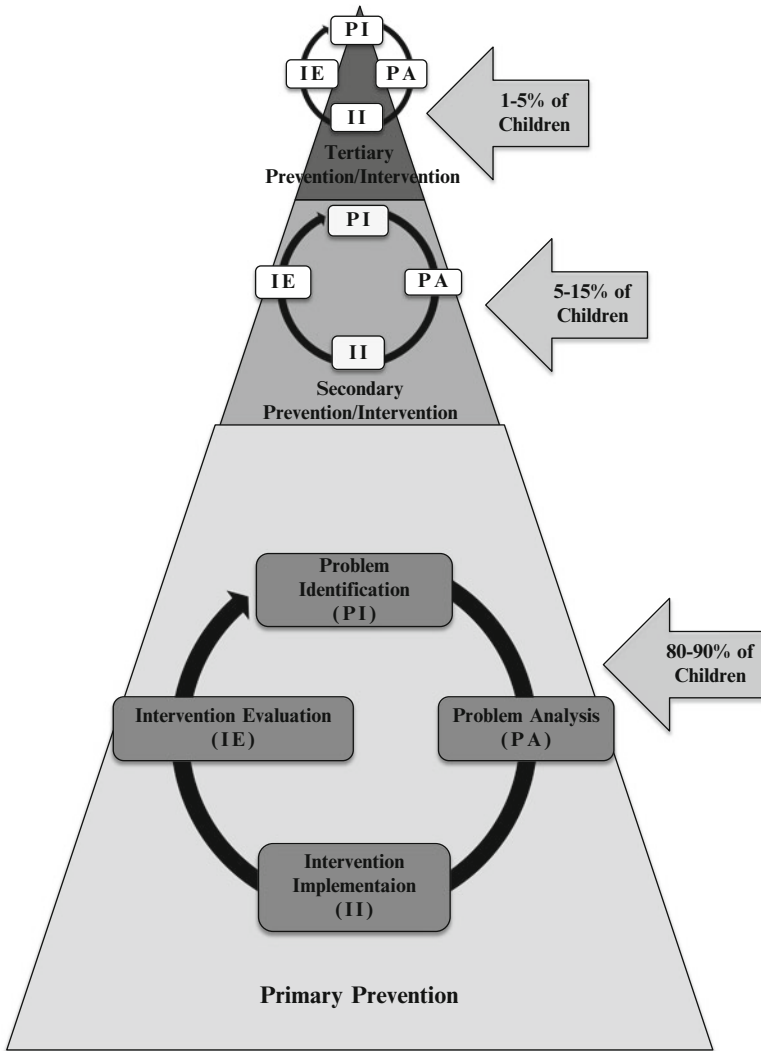 PI
IE
PA
II
1-5% of
Children
Tertiary
Prevention/Intervention
PI
IE
PA
II
5-15% of
Children
Secondary
Prevention/Intervention
Problem
Identification
(PI)
80-90% of
Children
Intervention Evaluation
(IE)
Problem Analysis
(PA)
Intervention
Implementaion
(II)
Primary Prevention